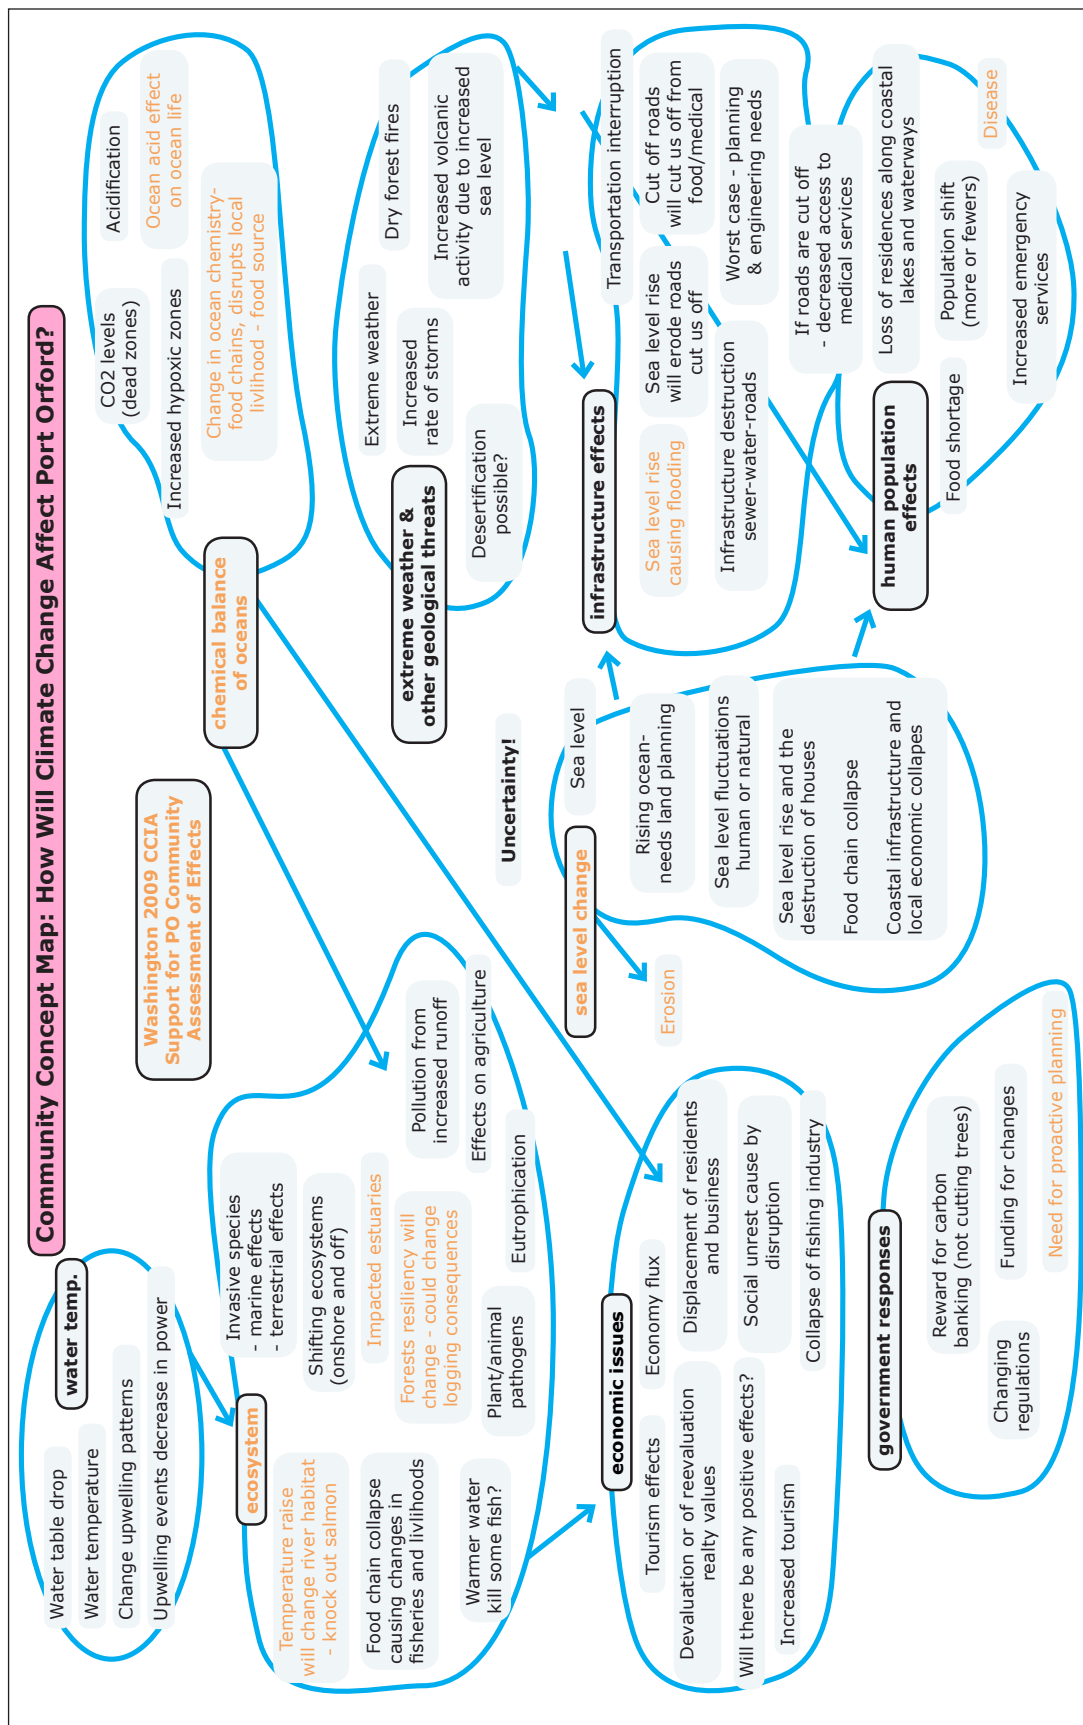 Community Concept Map: How Will Climate Change Affect Port Orford?
water temp.
Water table drop
Water temperature
Change upwelling patterns
Upwelling events decrease in power
Washington 2009 CCIA
Support for PO Community
Assessment of Effects
chemical balance
of oceans
CO2 levels
(dead zones)
Acidification
Increased hypoxic zones
Ocean acid effect
on ocean life
Change in ocean chemistry-
food chains, disrupts local
livlihood - food source
ecosystem
Invasive species
- marine effects
- terrestrial effects
Shifting ecosystems
(onshore and off)
Impacted estuaries
Temperature raise
will change river habitat
- knock out salmon
Food chain collapse
causing changes in
fisheries and livlihoods
Forests resiliency will
change - could change
logging consequences
Pollution from
increased runoff
Effects on agriculture
Warmer water
kill some fish?
Plant/animal
pathogens
Eutrophication
extreme weather &
other geological threats
Extreme weather
Dry forest fires
Increased
rate of storms
Increased volcanic
activity due to increased
sea level
Desertification
possible?
Uncertainty!
sea level change
Sea level
Erosion
Rising ocean-
needs land planning
Sea level fluctuations
human or natural
Sea level rise and the
destruction of houses
Food chain collapse
Coastal infrastructure and
local economic collapes
infrastructure effects
Transportation interruption
Sea level rise
causing flooding
Sea level rise
will erode roads
cut us off
Cut off roads
will cut us off from
food/medical
Infrastructure destruction
sewer-water-roads
Worst case - planning
& engineering needs
If roads are cut off
- decreased access to
medical services
human population
effects
Loss of residences along coastal
lakes and waterways
Food shortage
Population shift
(more or fewers)
Disease
Increased emergency
services
economic issues
Tourism effects
Economy flux
Devaluation or of reevaluation
realty values
Displacement of residents
and business
Will there be any positive effects?
Social unrest cause by
disruption
Increased tourism
Collapse of fishing industry
government responses
Reward for carbon
banking (not cutting trees)
Changing
regulations
Funding for changes
Need for proactive planning